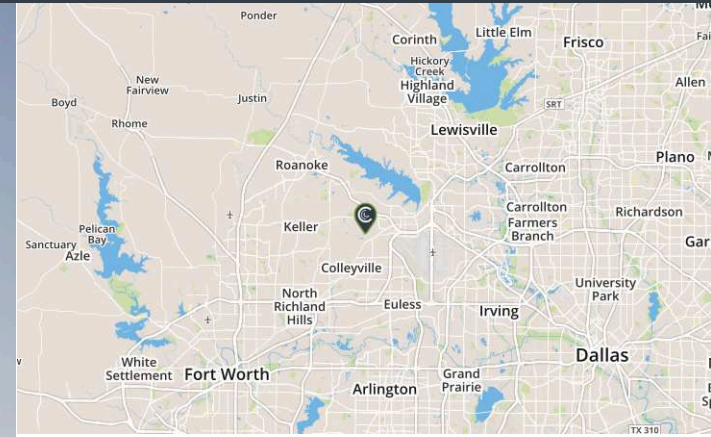 Ponder
Corinth
Little Elm
Frisco
Hickory
Creek
Highland
Village
New
Fairview
Allen
Boyd
Justin
SRT
Rhome
Lewisville
Roanoke
Carrollton
Plano
Carrollton
Farmers
Branch
Richardson
Keller
Pelican
Bay
Sanctuary
Azle
Colleyville
University
Park
North
Richland
Hills
Euless
Irving
Dallas
White
Settlement
Fort Worth
Grand
Prairie
Arlington
TX 310